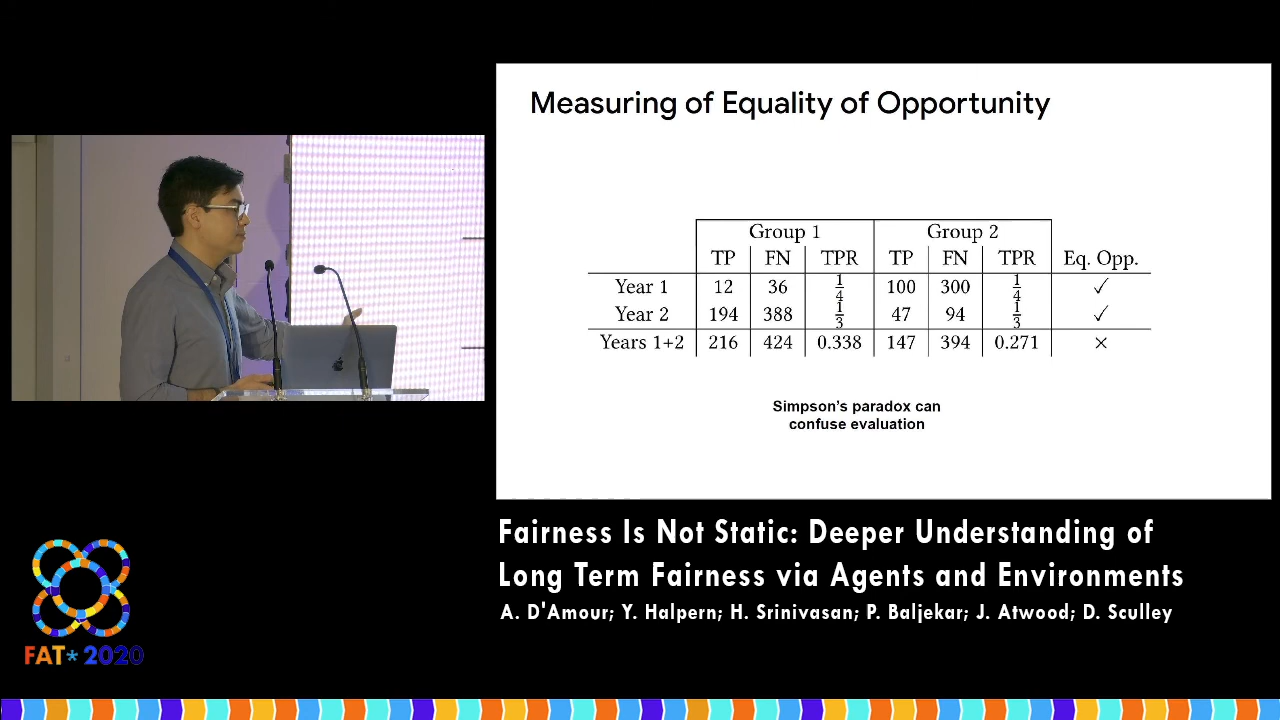 Measuring of Equality of Opportunity
Group 1 Group 2
TP FN TPR TP FN TPR Eq. Opp.
Year 1 12 36 1/4 100 300 1/4 ✓
Year 2 194 388 1/3 47 94 1/3 ✓
Years 1+2 216 424 0.338 147 394 0.271 ×
Simpson's paradox can
confuse evaluation
Fairness Is Not Static: Deeper Understanding of
Long Term Fairness via Agents and Environments
A. D'Amour; Y. Halpern; H. Srinivasan; P. Baljekar; J. Atwood; D. Sculley
FAT* 2020